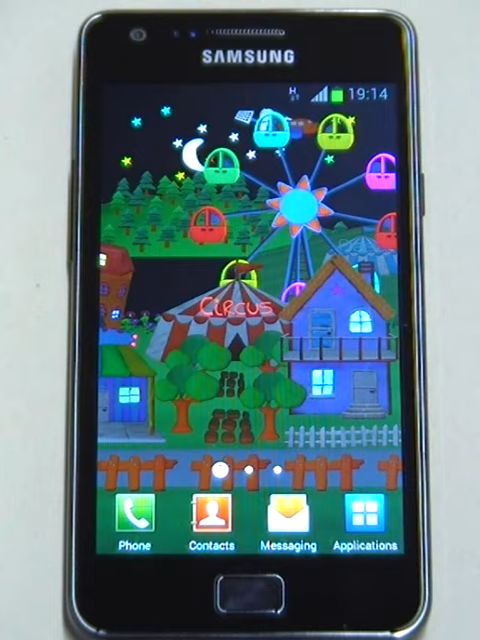 SAMSUNG
H
19:14
CIRCUS
Phone
Contacts
Messaging
Applications